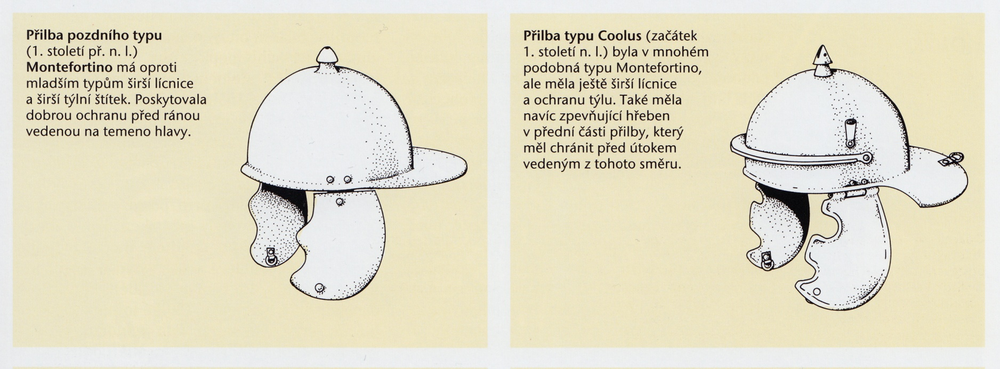 Přilba pozdního typu
(1. století př. n. l.)
Montefortino má oproti
mladším typům širší lícnice
a širší týlní štítek. Poskytovala
dobrou ochranu před ránou
vedenou na temeno hlavy.
Přilba typu Coolus (začátek
1. století n. l.) byla v mnohém
podobná typu Montefortino,
ale měla ještě širší lícnice
a ochranu týlu. Také měla
navíc zpevňující hřeben
v přední části přilby, který
měl chránit před útokem
vedeným z tohoto směru.